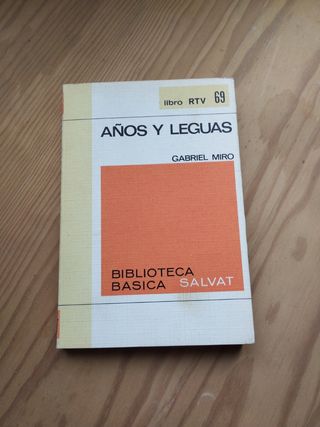 libro RTV 69
AÑOS Y LEGUAS
GABRIEL MIRO
BIBLIOTECA
BASICA SALVAT